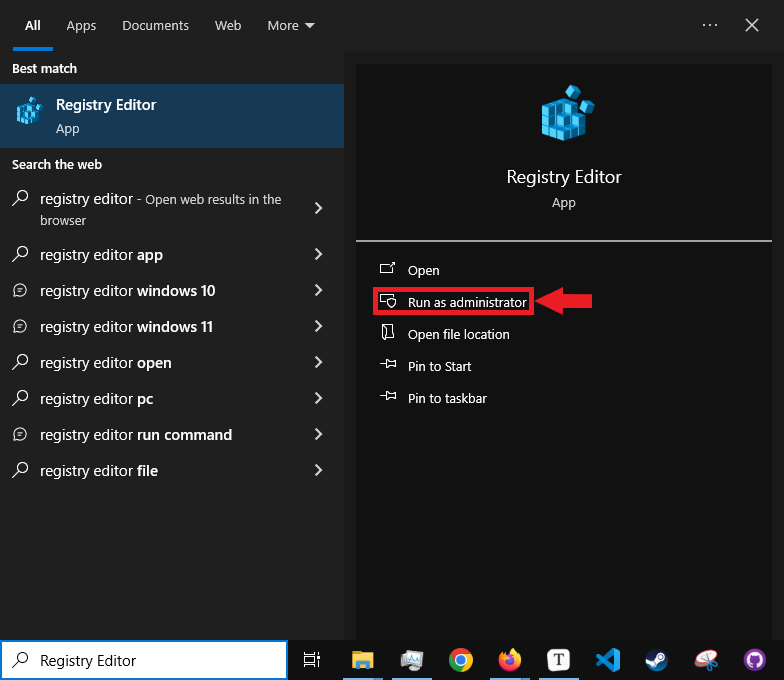 All Apps Documents Web More
Best match
Registry Editor
App
Search the web
registry editor - Open web results in the
browser
registry editor app
registry editor windows 10
registry editor windows 11
registry editor open
registry editor pc
registry editor run command
registry editor file
Registry Editor
App
Open
Run as administrator
Open file location
Pin to Start
Pin to taskbar
Registry Editor
T